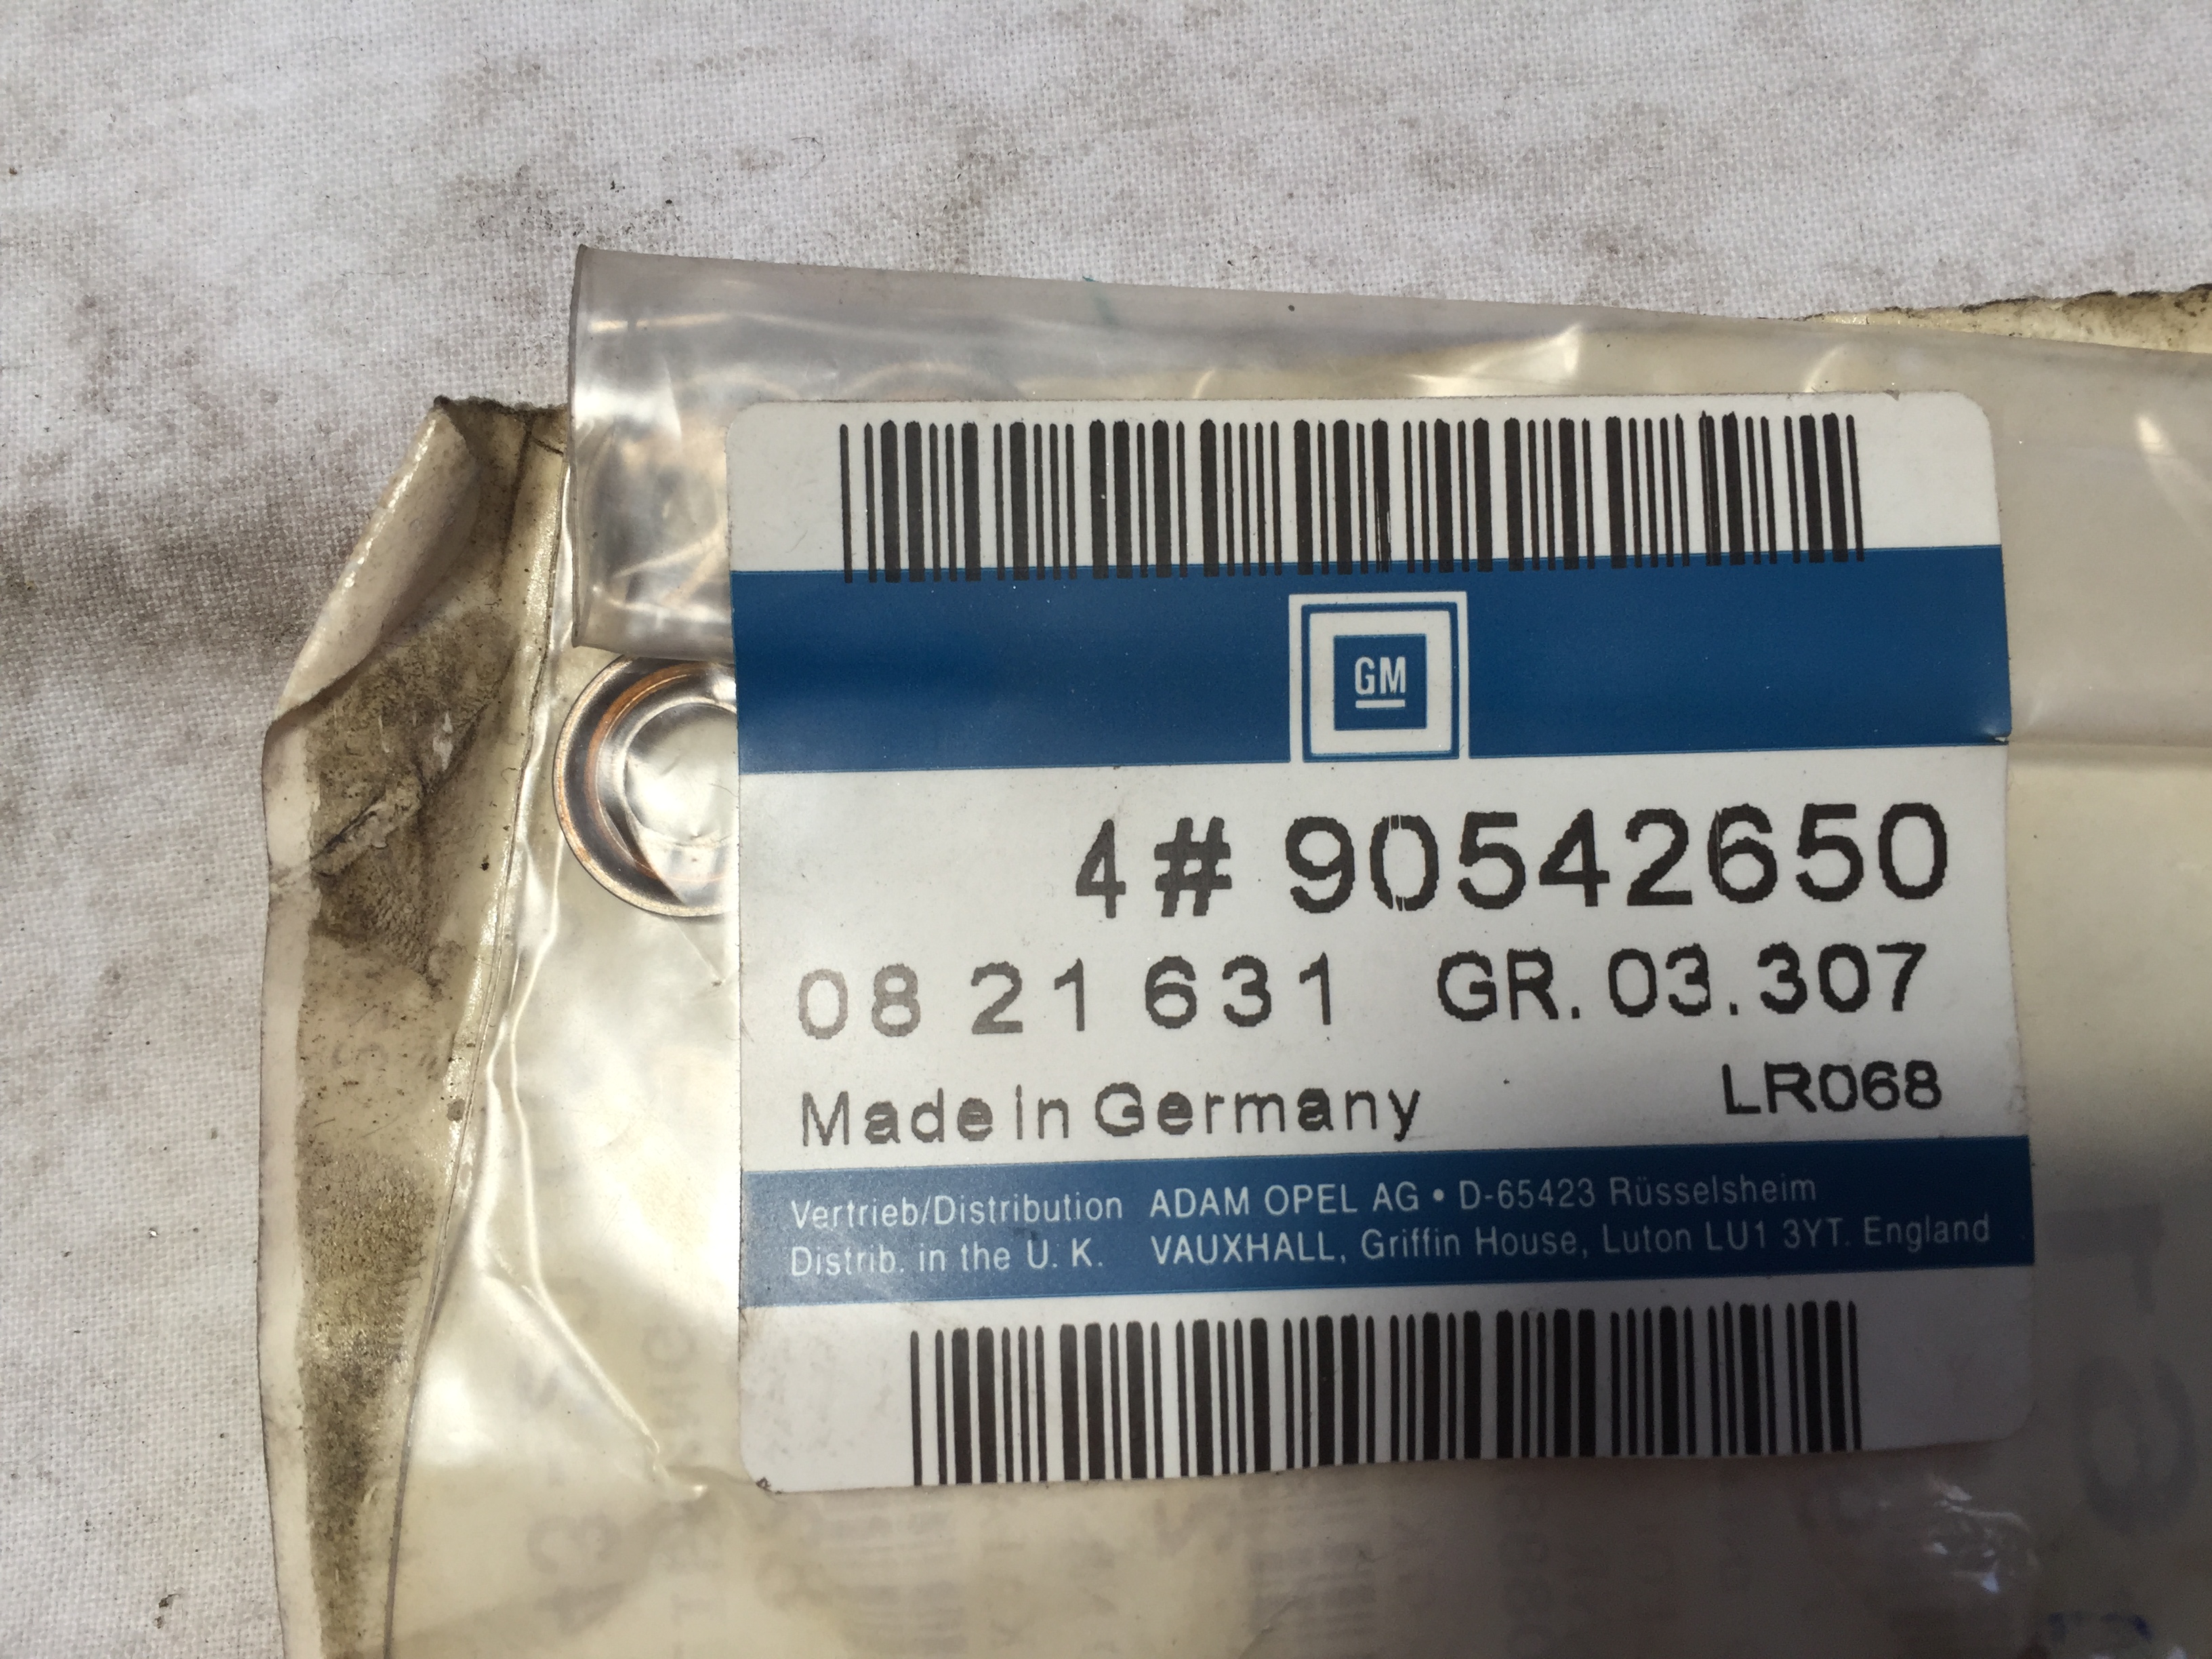 GM
4# 90542650
08 21 631 GR. 03.307
Made in Germany LR068
Vertrieb/Distribution ADAM OPEL AG • D-65423 Rüsselsheim
Distrib. in the U. K. VAUXHALL, Griffin House, Luton LU1 3YT. England